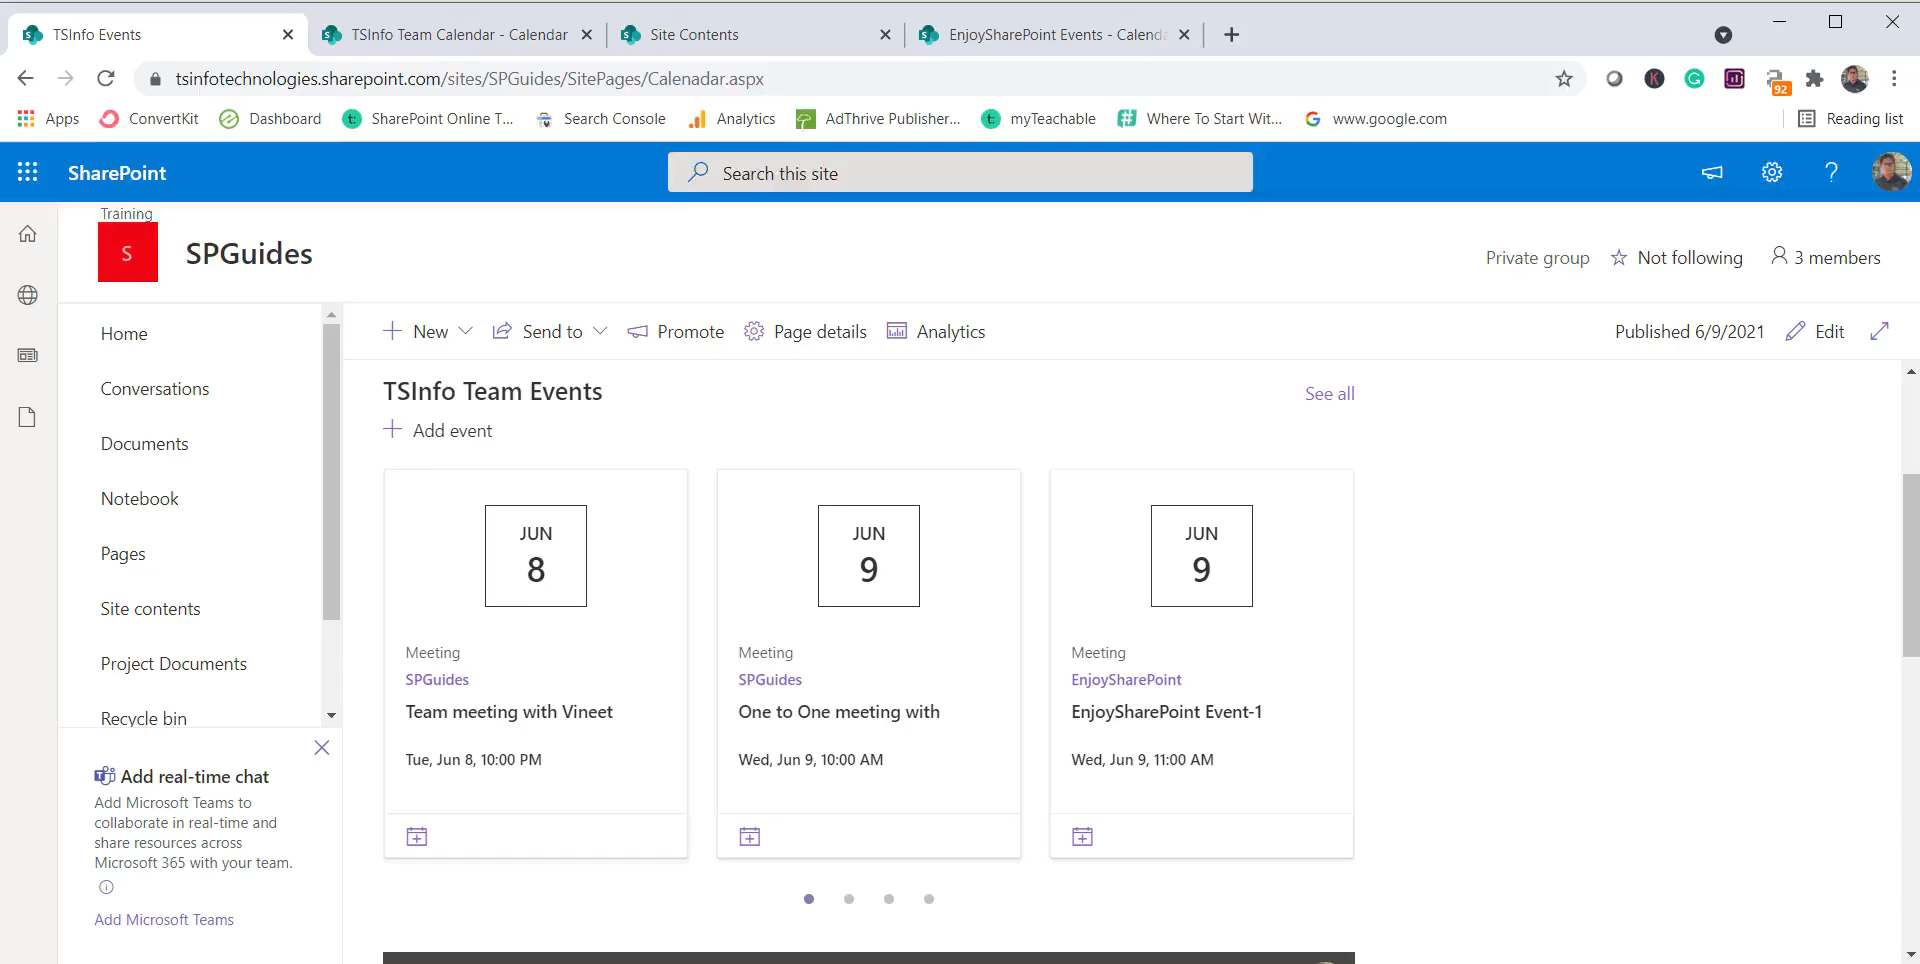 TSInfo Events
TSInfo Team Calendar - Calendar
Site Contents
EnjoySharePoint Events - Calenda
tsinfotechnologies.sharepoint.com/sites/SPGuides/SitePages/Calenadar.aspx
92
Apps
ConvertKit
Dashboard
SharePoint Online T...
Search Console
Analytics
AdThrive Publisher...
myTeachable
Where To Start Wit...
www.google.com
Reading list
SharePoint
Search this site
Training
S
SPGuides
Private group
Not following
3 members
Home
Conversations
Documents
Notebook
Pages
Site contents
Project Documents
Recycle bin
Add real-time chat
Add Microsoft Teams to
collaborate in real-time and
share resources across
Microsoft 365 with your team.
Add Microsoft Teams
New
Send to
Promote
Page details
Analytics
Published 6/9/2021
Edit
TSInfo Team Events
See all
Add event
JUN
8
Meeting
SPGuides
Team meeting with Vineet
Tue, Jun 8, 10:00 PM
JUN
9
Meeting
SPGuides
One to One meeting with
Wed, Jun 9, 10:00 AM
JUN
9
Meeting
EnjoySharePoint
EnjoySharePoint Event-1
Wed, Jun 9, 11:00 AM